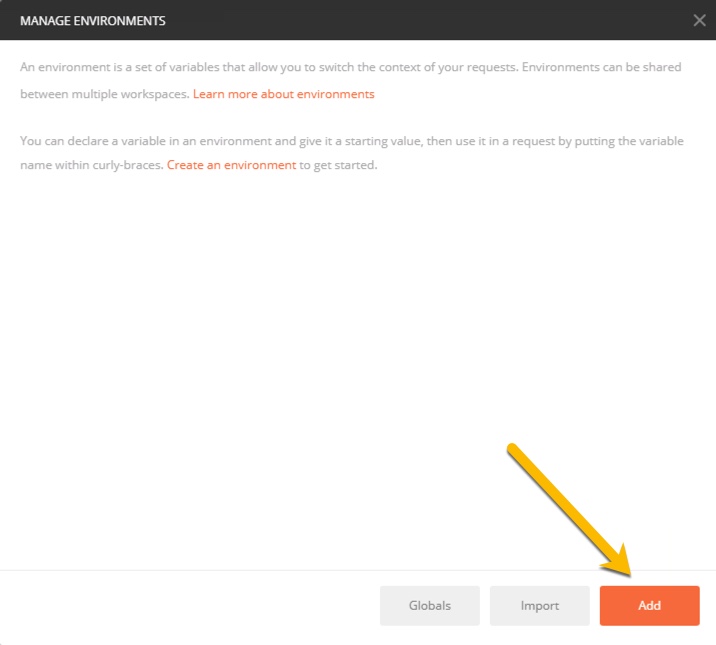 MANAGE ENVIRONMENTS
An environment is a set of variables that allow you to switch the context of your requests. Environments can be shared
between multiple workspaces. Learn more about environments
You can declare a variable in an environment and give it a starting value, then use it in a request by putting the variable
name within curly-braces. Create an environment to get started.
Globals Import Add